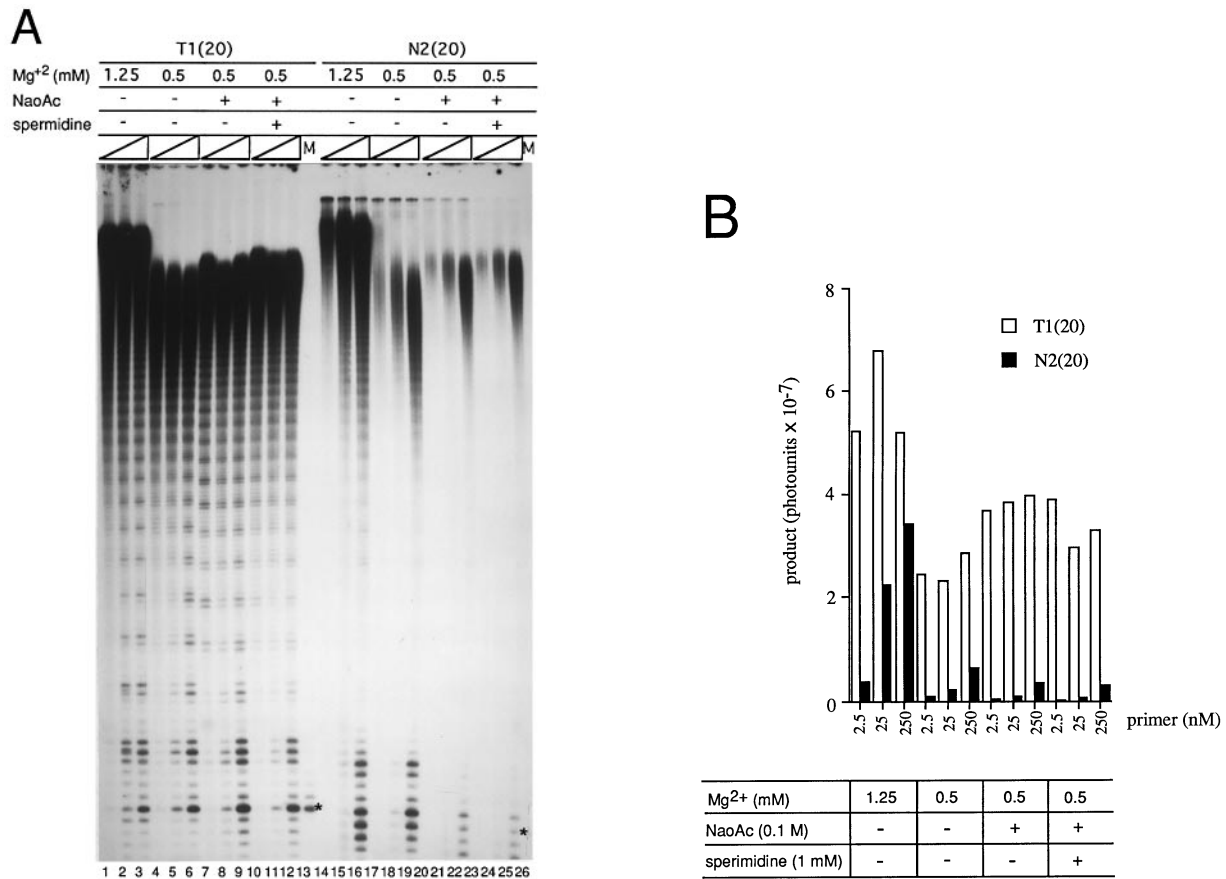 A
T1(20) N2(20)
Mg+2 (mM) 1.25 0.5 0.5 0.5 1.25 0.5 0.5 0.5
NaoAc - - + + - - + +
spermidine - - - + - - - +
M M
*
*
1 2 3 4 5 6 7 8 9 10 11 12 13 14 15 16 17 18 19 20 21 22 23 24 25 26
B
8
6
4
2
0
product (photounits x 10-7)
T1(20)
N2(20)
2.5 25 250 2.5 25 250 2.5 25 250 2.5 25 250 primer (nM)
Mg2+ (mM) 1.25 0.5 0.5 0.5
NaoAc (0.1 M) - - + +
sperimidine (1 mM) - - - +